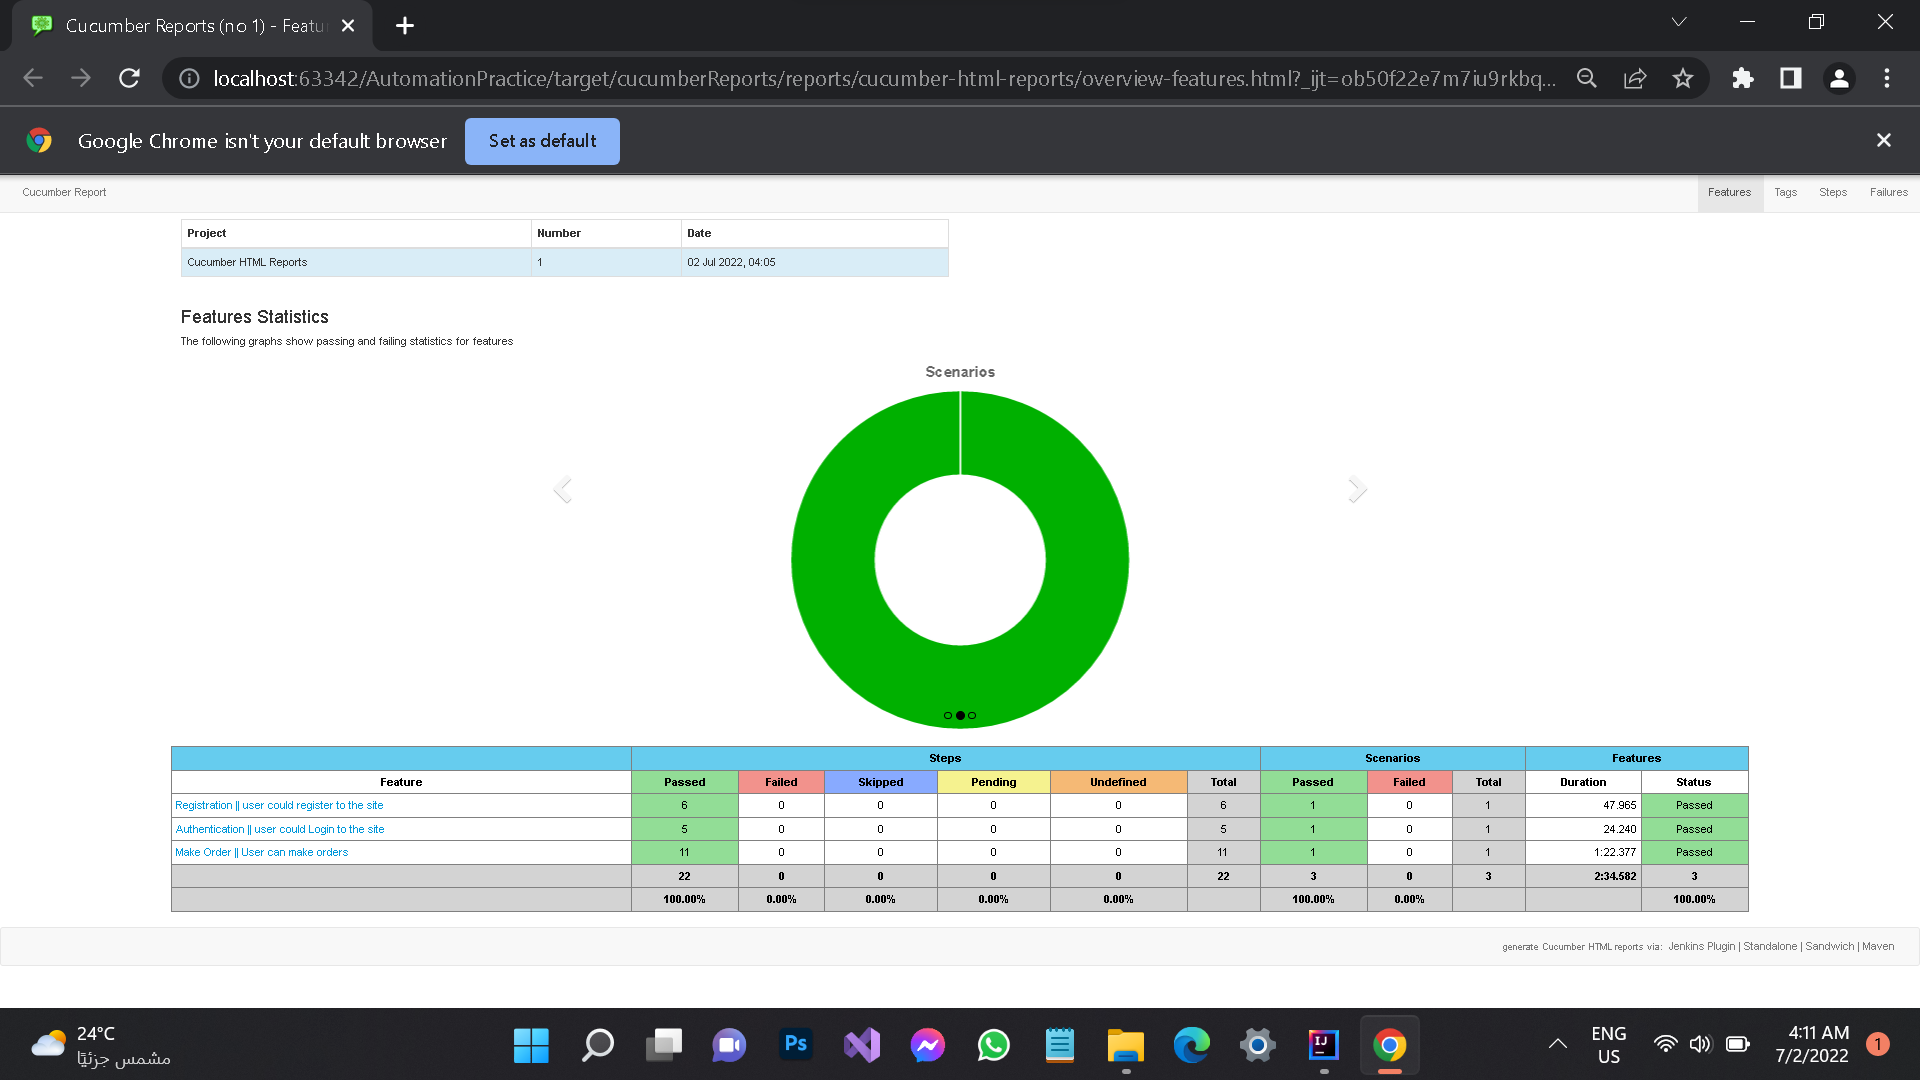 Cucumber Reports (no 1) - Featu
localhost:63342/AutomationPractice/target/cucumberReports/reports/cucumber-html-reports/overview-features.html?_ijt=ob50f22e7m7iu9rkbq...
Google Chrome isn't your default browser Set as default
Cucumber Report Features Tags Steps Failures
Project Number Date
Cucumber HTML Reports 1 02 Jul 2022, 04:05
Features Statistics
The following graphs show passing and failing statistics for features
Scenarios
Steps Scenarios Features
Feature Passed Failed Skipped Pending Undefined Total Passed Failed Total Duration Status
Registration || user could register to the site 6 0 0 0 0 6 1 0 1 47.965 Passed
Authentication || user could Login to the site 5 0 0 0 0 5 1 0 1 24.240 Passed
Make Order || User can make orders 11 0 0 0 0 11 1 0 1 1:22.377 Passed
22 0 0 0 0 22 3 0 3 2:34.582 3
100.00% 0.00% 0.00% 0.00% 0.00% 100.00% 0.00% 100.00%
generate Cucumber HTML reports via: Jenkins Plugin | Standalone | Sandwich | Maven
24°C
مشمس جزئيًا
Ps
IJ
ENG
US
4:11 AM
7/2/2022
1